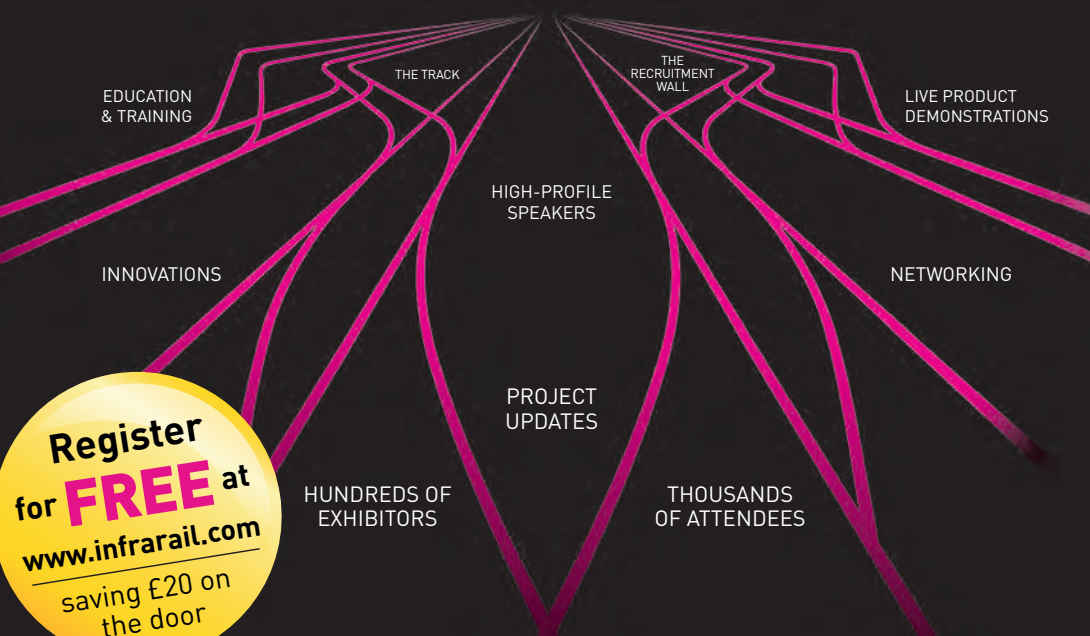 THE TRACK
THE
RECRUITMENT
WALL
EDUCATION
& TRAINING
LIVE PRODUCT
DEMONSTRATIONS
HIGH-PROFILE
SPEAKERS
INNOVATIONS
NETWORKING
PROJECT
UPDATES
HUNDREDS OF
EXHIBITORS
THOUSANDS
OF ATTENDEES
Register
for FREE at
www.infrarail.com
saving £20 on
the door